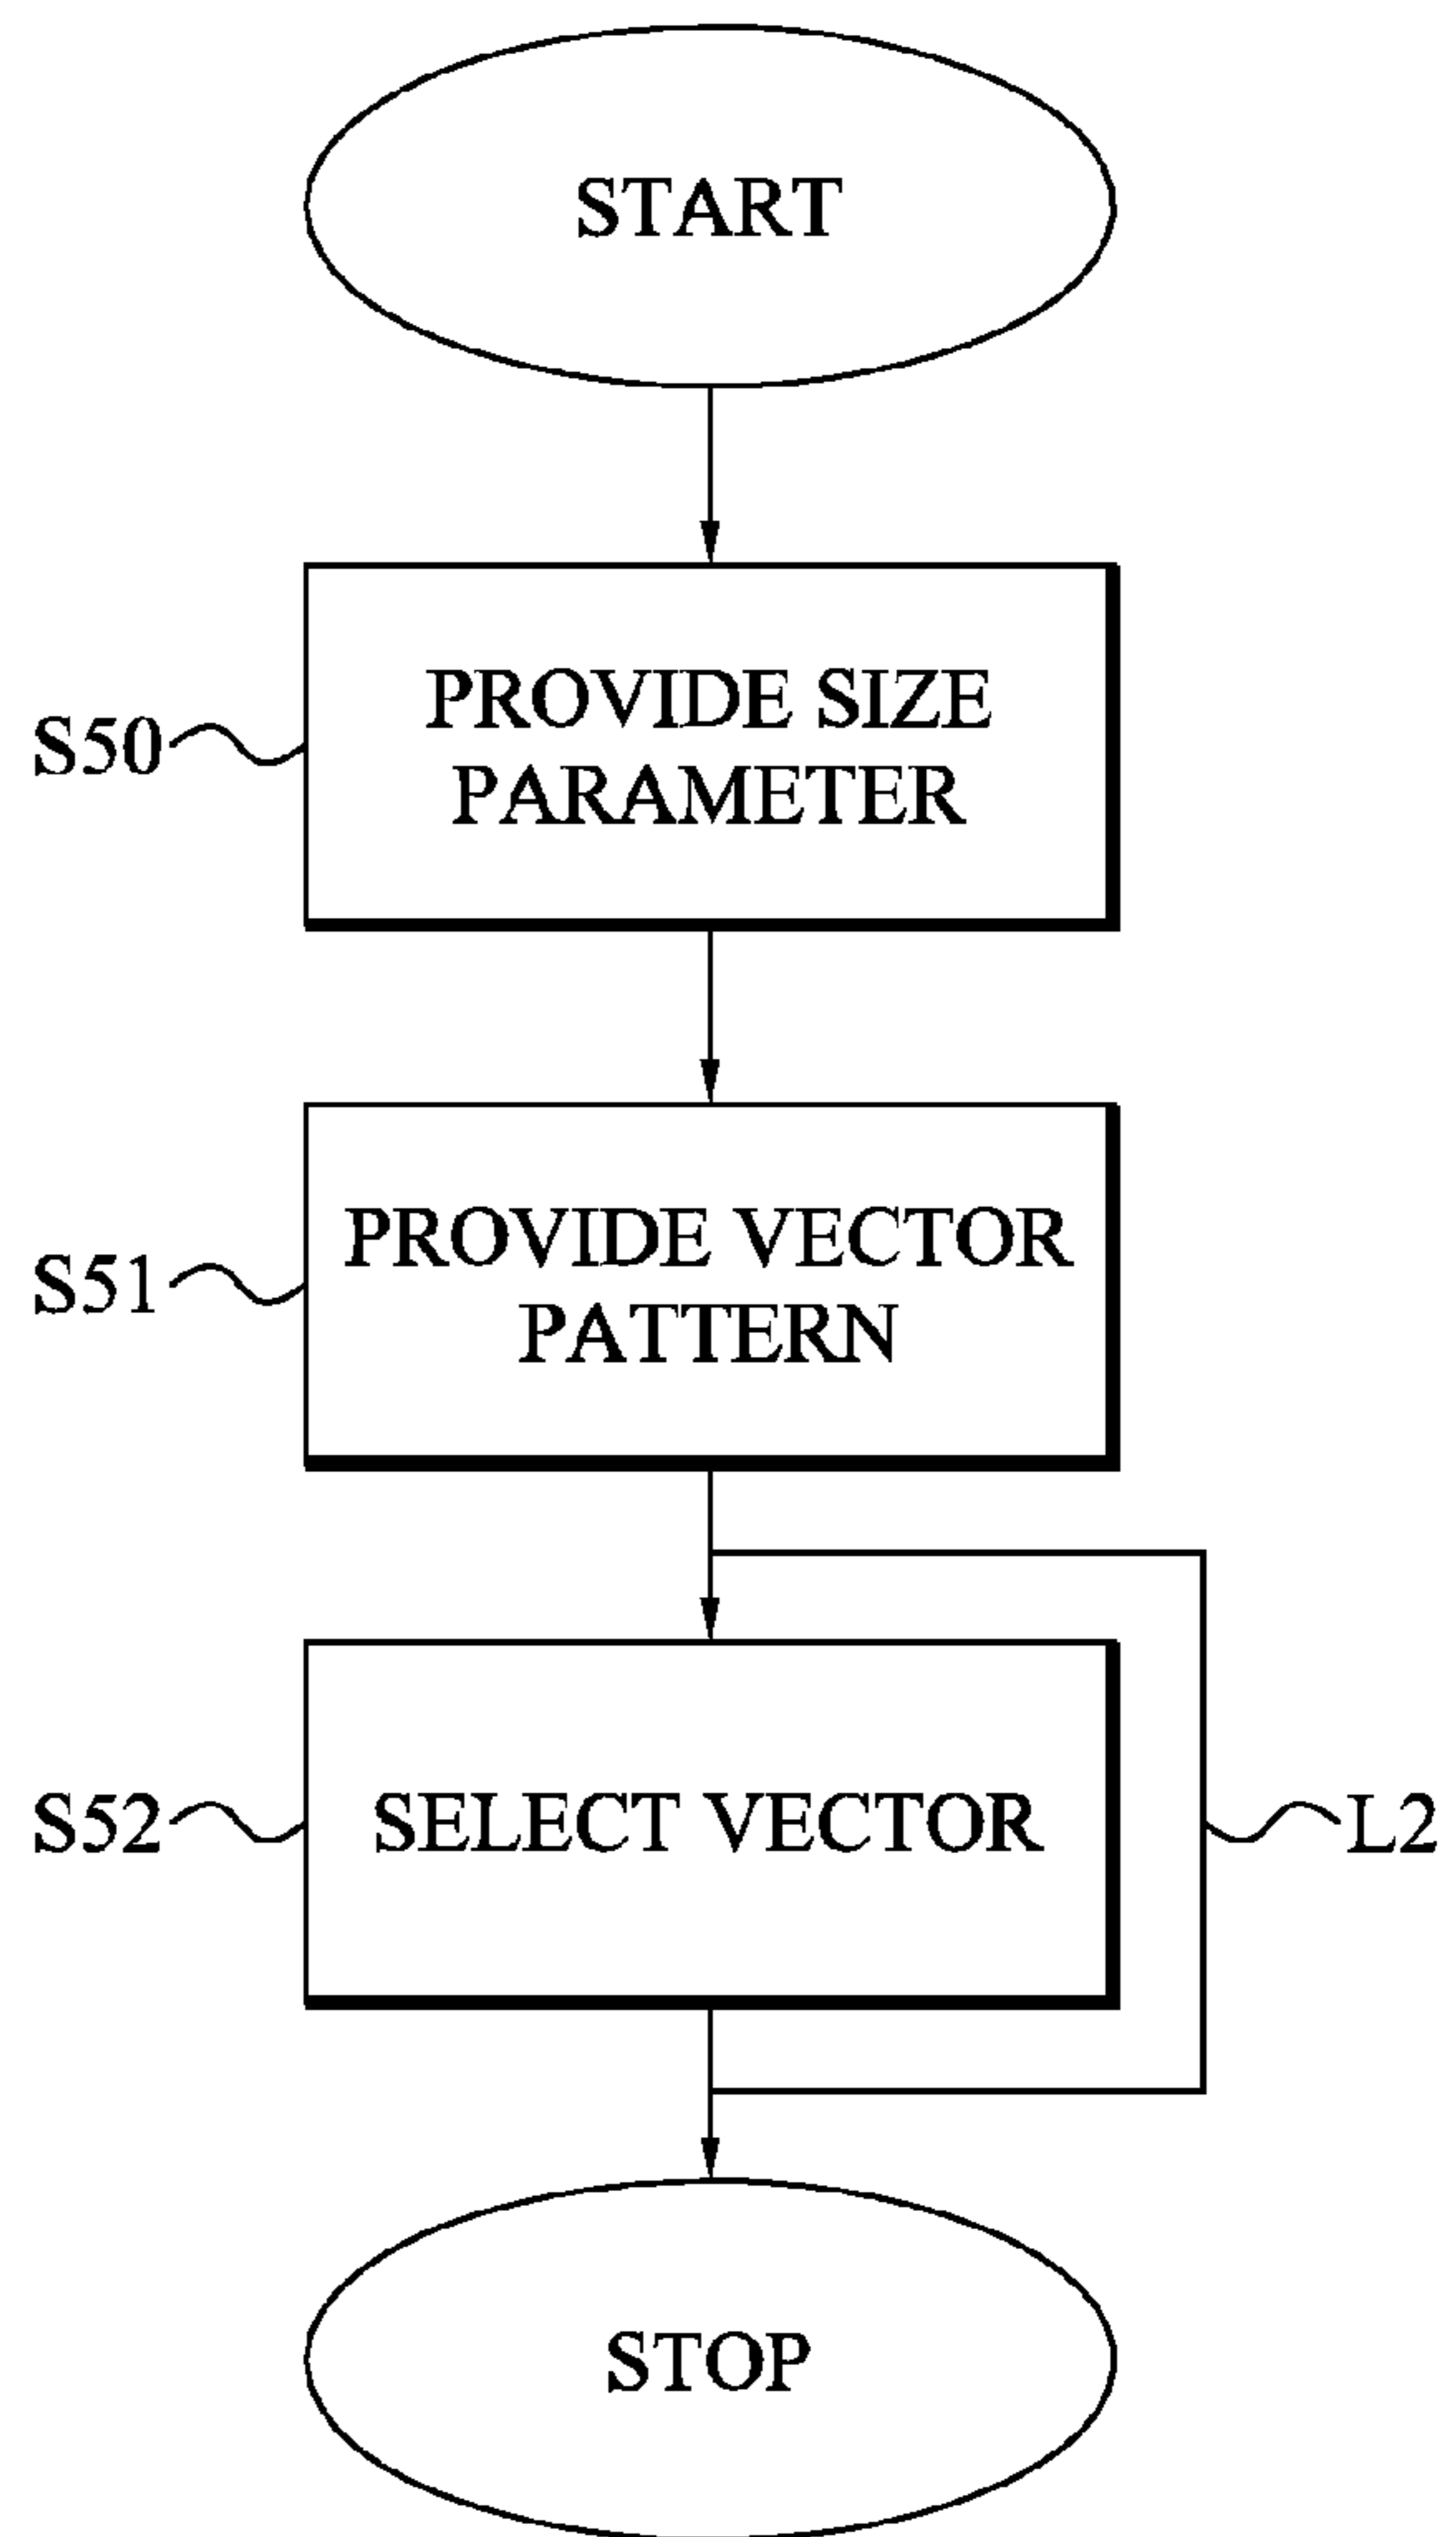 START
PROVIDE SIZE
PARAMETER
S50
PROVIDE VECTOR
PATTERN
S51
SELECT VECTOR
S52
L2
STOP